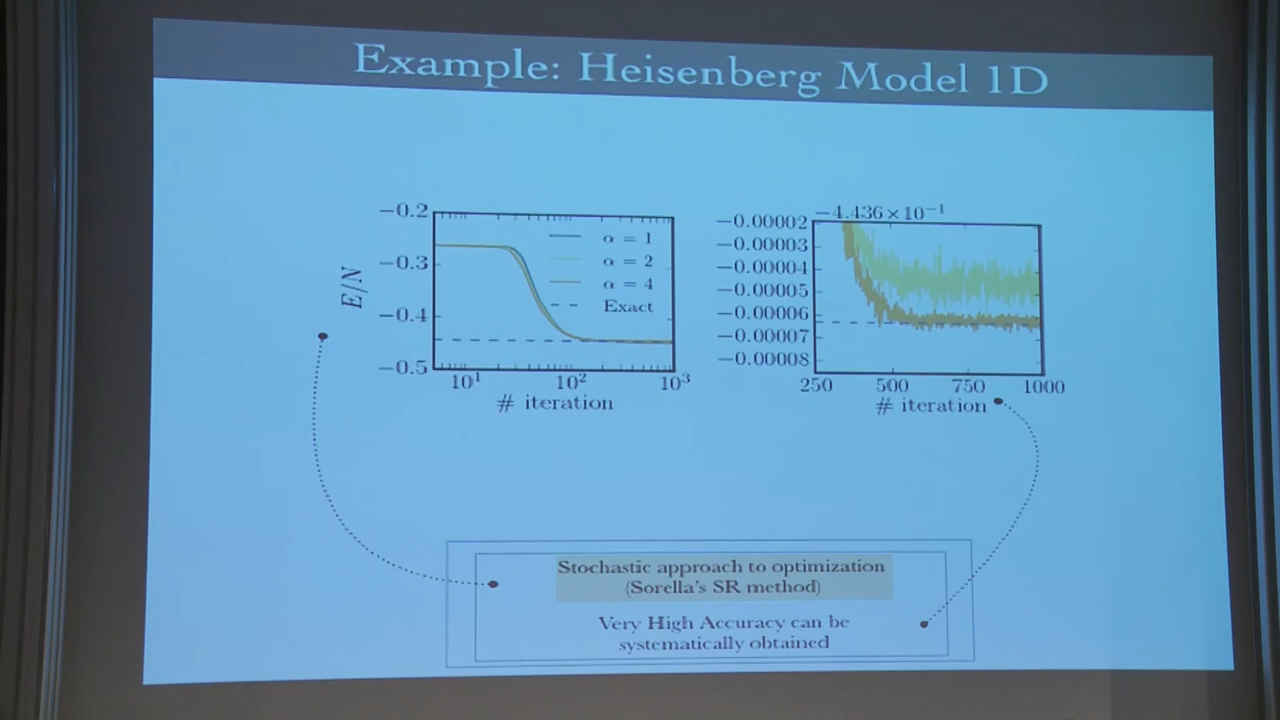 Example: Heisenberg Model 1D
−0.2
−0.3
−0.4
−0.5
E/N
α = 1
α = 2
α = 4
Exact
10¹ 10² 10³
# iteration
−4.436 × 10⁻¹
−0.00002
−0.00003
−0.00004
−0.00005
−0.00006
−0.00007
−0.00008
250 500 750 1000
# iteration
Stochastic approach to optimization
(Sorella's SR method)
Very High Accuracy can be
systematically obtained